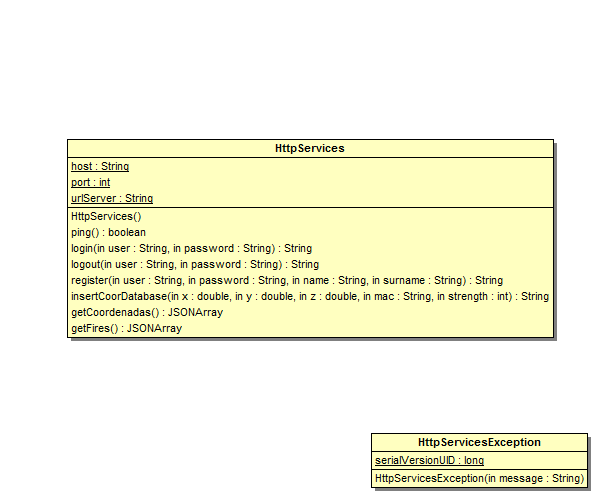 HttpServices
host : String
port : int
urlServer : String
HttpServices()
ping() : boolean
login(in user : String, in password : String) : String
logout(in user : String, in password : String) : String
register(in user : String, in password : String, in name : String, in surname : String) : String
insertCoorDatabase(in x : double, in y : double, in z : double, in mac : String, in strength : int) : String
getCoordenadas() : JSONArray
getFires() : JSONArray
HttpServicesException
serialVersionUID : long
HttpServicesException(in message : String)